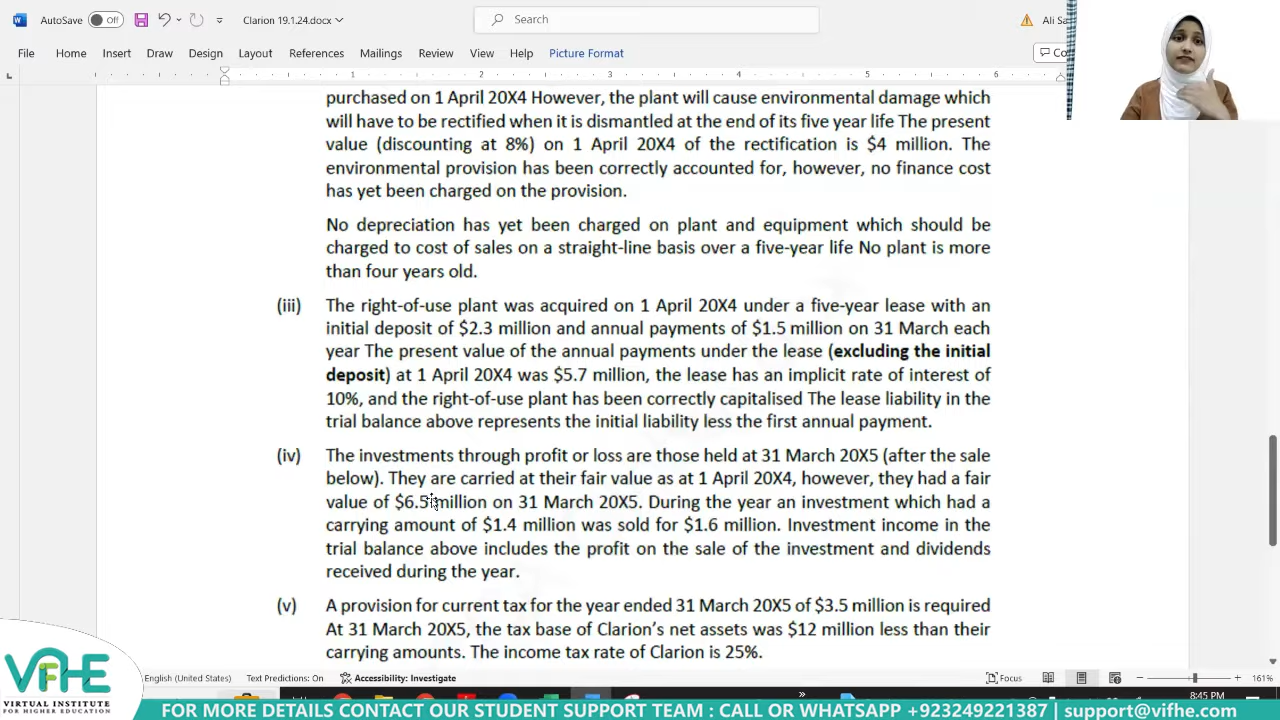 AutoSave Off Clarion 19.1.24.docx Search Ali Sa
File Home Insert Draw Design Layout References Mailings Review View Help Picture Format Co
1 2 3 4 5 6
purchased on 1 April 20X4 However, the plant will cause environmental damage which
will have to be rectified when it is dismantled at the end of its five year life The present
value (discounting at 8%) on 1 April 20X4 of the rectification is $4 million. The
environmental provision has been correctly accounted for, however, no finance cost
has yet been charged on the provision.
No depreciation has yet been charged on plant and equipment which should be
charged to cost of sales on a straight-line basis over a five-year life No plant is more
than four years old.
(iii) The right-of-use plant was acquired on 1 April 20X4 under a five-year lease with an
initial deposit of $2.3 million and annual payments of $1.5 million on 31 March each
year The present value of the annual payments under the lease (excluding the initial
deposit) at 1 April 20X4 was $5.7 million, the lease has an implicit rate of interest of
10%, and the right-of-use plant has been correctly capitalised The lease liability in the
trial balance above represents the initial liability less the first annual payment.
(iv) The investments through profit or loss are those held at 31 March 20X5 (after the sale
below). They are carried at their fair value as at 1 April 20X4, however, they had a fair
value of $6.5 million on 31 March 20X5. During the year an investment which had a
carrying amount of $1.4 million was sold for $1.6 million. Investment income in the
trial balance above includes the profit on the sale of the investment and dividends
received during the year.
(v) A provision for current tax for the year ended 31 March 20X5 of $3.5 million is required
At 31 March 20X5, the tax base of Clarion's net assets was $12 million less than their
carrying amounts. The income tax rate of Clarion is 25%.
English (United States) Text Predictions: On Accessibility: Investigate Focus 161%
8:45 PM
VFHE
VIRTUAL INSTITUTE
FOR HIGHER EDUCATION
FOR MORE DETAILS CONTACT OUR STUDENT SUPPORT TEAM : CALL OR WHATSAPP +923249221387 | support@vifhe.com